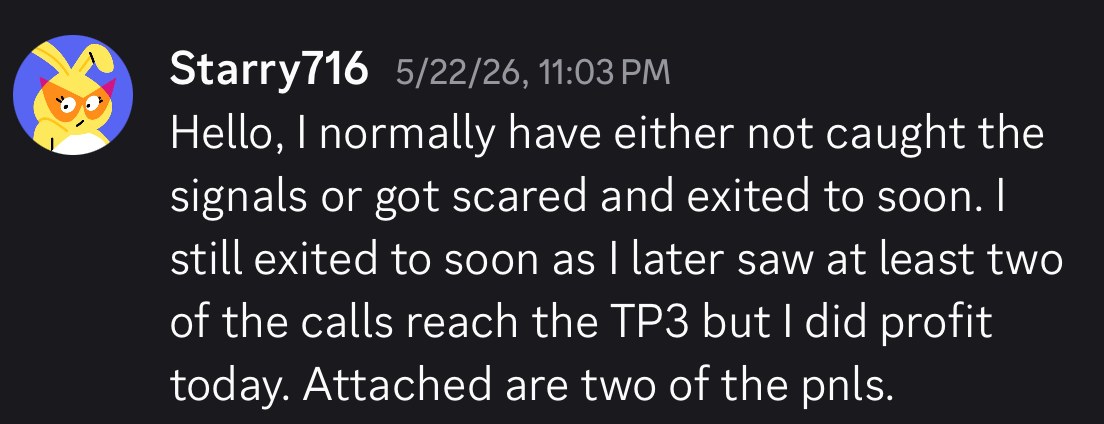 Starry716 5/22/26, 11:03 PM
Hello, I normally have either not caught the
signals or got scared and exited to soon. I
still exited to soon as I later saw at least two
of the calls reach the TP3 but I did profit
today. Attached are two of the pnls.